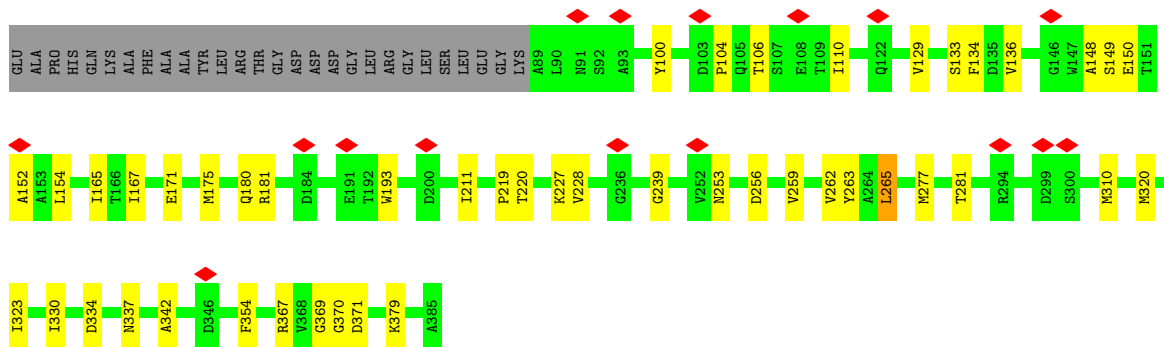 GLU ALA PRO HIS GLN LYS ALA PHE ALA ALA TYR LEU ARG THR GLY ASP ASP ASP GLY LEU ARG GLY LEU SER LEU GLU GLY LYS A89 L90 N91 S92 A93 Y100 D103 P104 Q105 T106 S107 E108 T109 I110 Q122 V129 S133 F134 D135 V136 G146 W147 A148 S149 E150 T151
A152 A153 L154 I165 T166 I167 E171 M175 Q180 R181 D184 E191 T192 W193 D200 I211 P219 T220 K227 V228 G236 G239 V252 N253 D256 V259 V262 Y263 A264 L265 M277 T281 R294 D299 S300 M310 M320
I323 I330 D334 N337 A342 D346 F354 R367 V368 G369 G370 D371 K379 A385